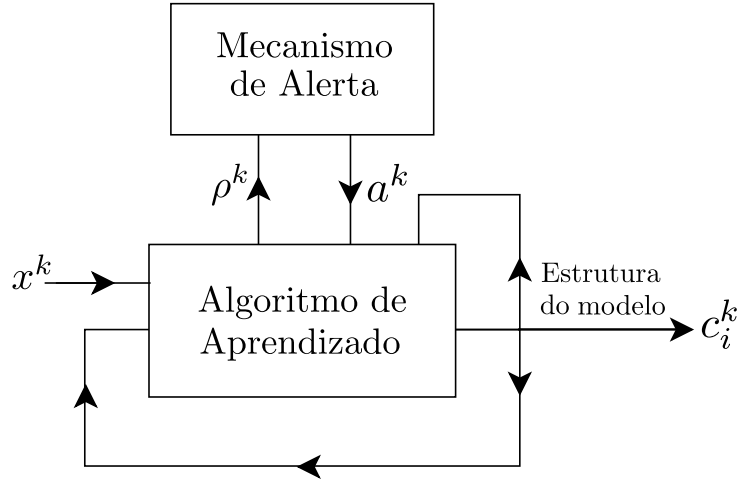 Mecanismo
de Alerta
ρ^k
a^k
x^k
Algoritmo de
Aprendizado
Estrutura
do modelo
c_i^k